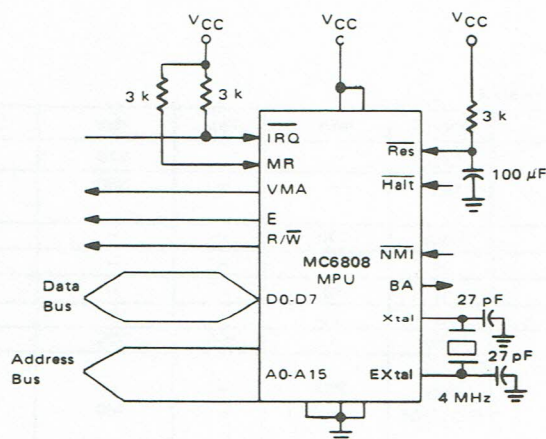 VCC
VCC
VCC
3 k
3 k
3 k
IRQ
MR
VMA
E
R/W
MC6808
MPU
D0-D7
A0-A15
Res
Halt
NMI
BA
Xtal
EXtal
100 μF
27 pF
27 pF
4 MHz
Data
Bus
Address
Bus